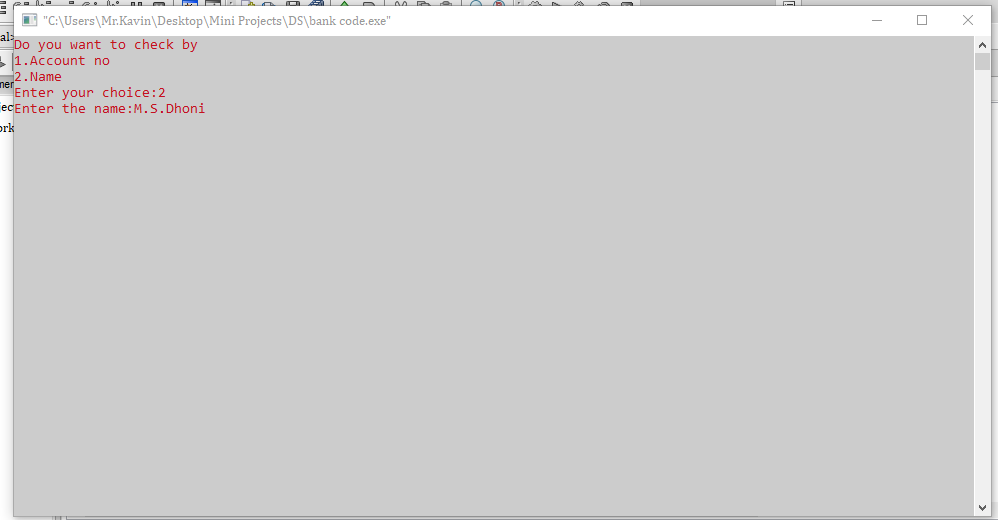 "C:\Users\Mr.Kavin\Desktop\Mini Projects\DS\bank code.exe"
Do you want to check by
1.Account no
2.Name
Enter your choice:2
Enter the name:M.S.Dhoni